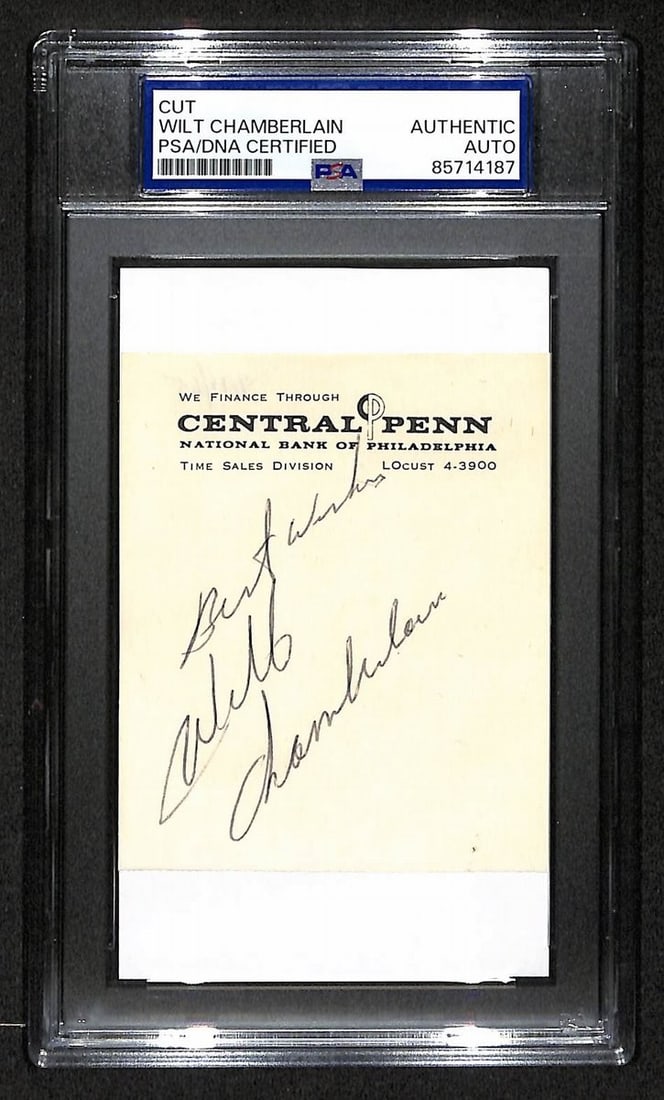 CUT
WILT CHAMBERLAIN AUTHENTIC
PSA/DNA CERTIFIED AUTO
PSA 85714187
WE FINANCE THROUGH
CENTRAL PENN
NATIONAL BANK OF PHILADELPHIA
TIME SALES DIVISION LOCUST 4-3900
Best Wishes
Wilt
Chamberlain